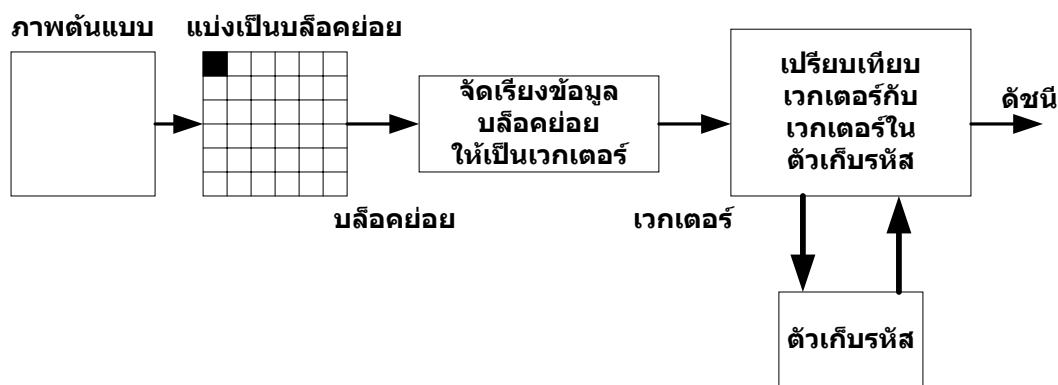 ภาพต้นแบบ
แบ่งเป็นบล็อคย่อย
จัดเรียงข้อมูล
บล็อคย่อย
ให้เป็นเวกเตอร์
เปรียบเทียบ
เวกเตอร์กับ
เวกเตอร์ใน
ตัวเก็บรหัส
ดัชนี
บล็อคย่อย
เวกเตอร์
ตัวเก็บรหัส